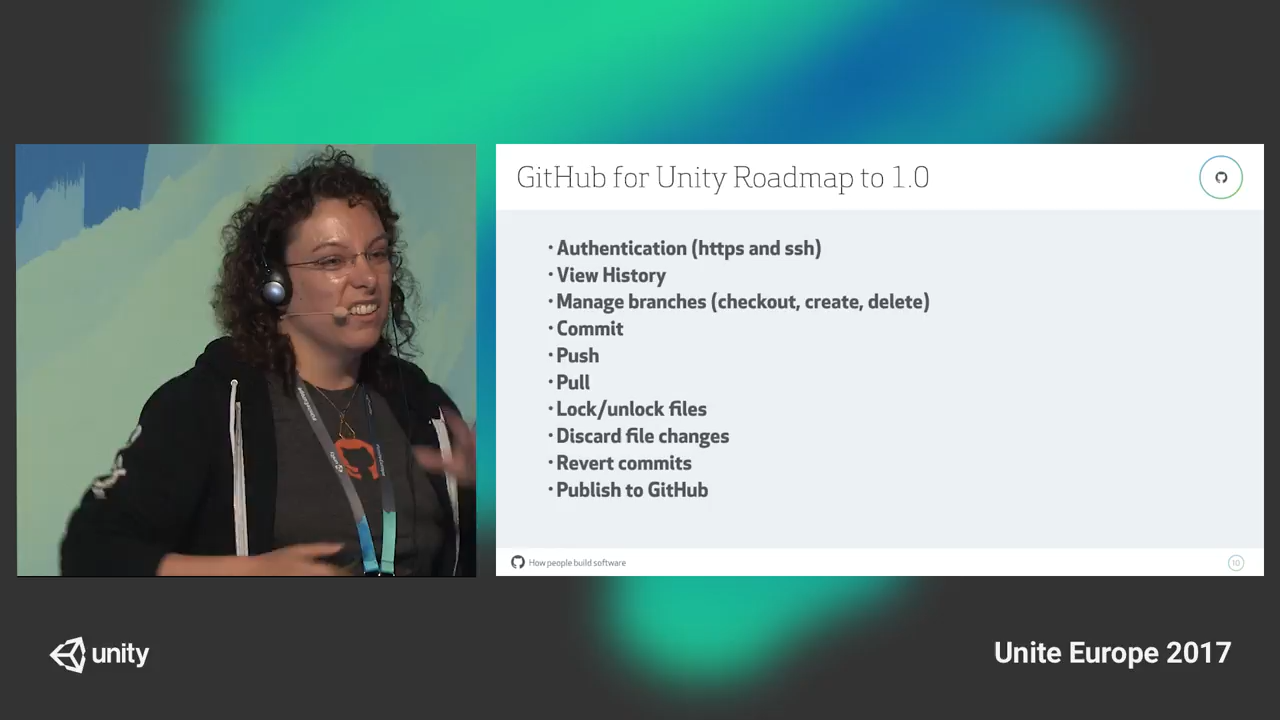 GitHub for Unity Roadmap to 1.0
· Authentication (https and ssh)
· View History
· Manage branches (checkout, create, delete)
· Commit
· Push
· Pull
· Lock/unlock files
· Discard file changes
· Revert commits
· Publish to GitHub
How people build software
10
unity
Unite Europe 2017